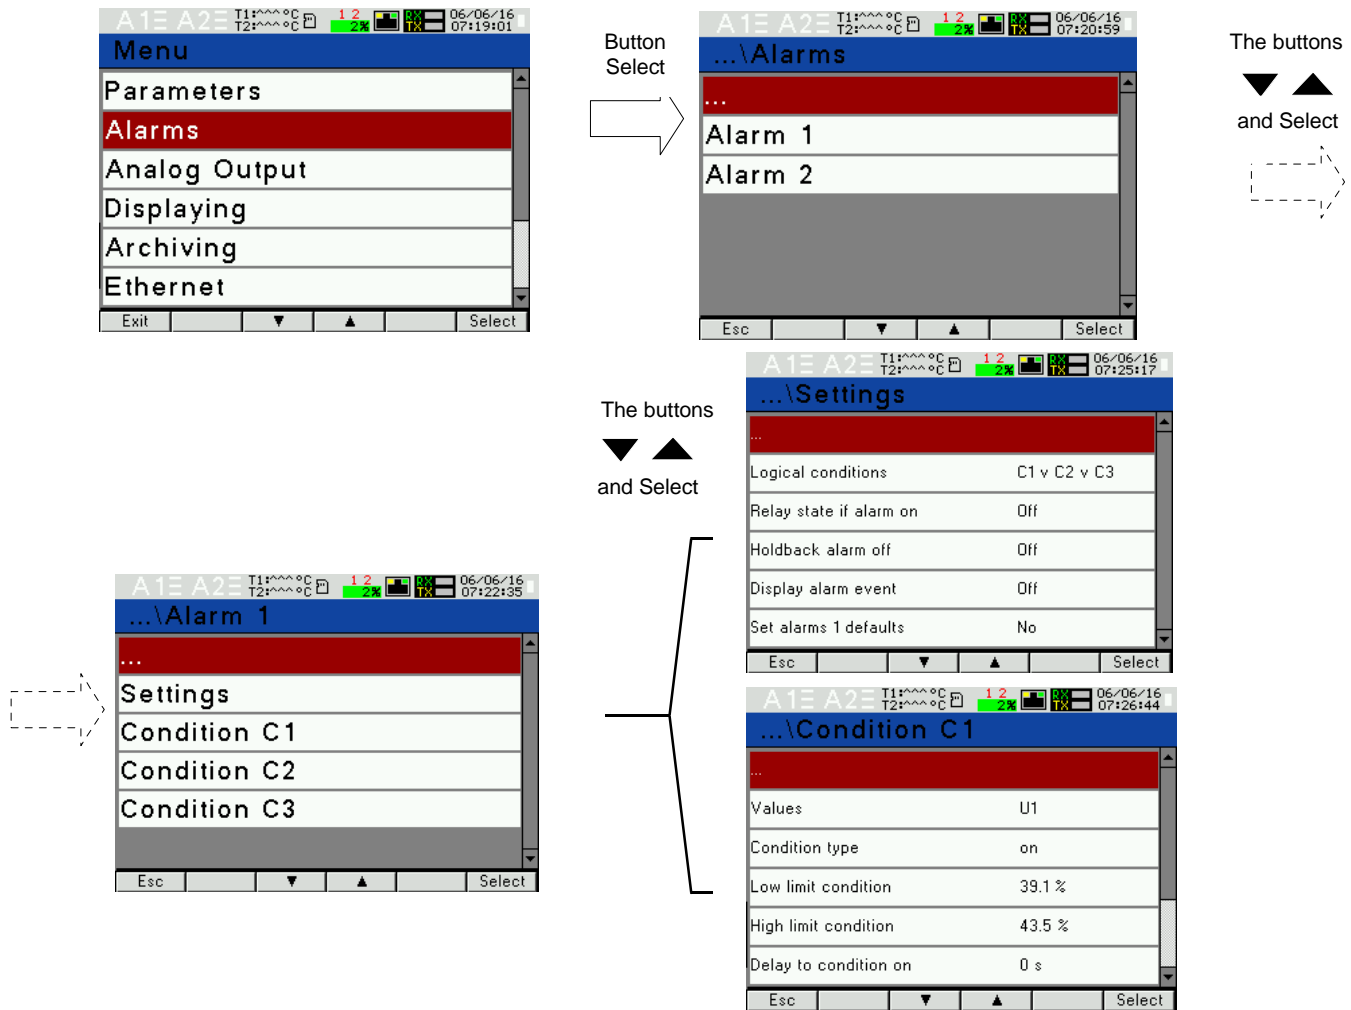 A1 A2 T1:^^^°C 1 2 RX 06/06/16
T2:^^^°C 2% TX 07:19:01
Menu
Parameters
Alarms
Analog Output
Displaying
Archiving
Ethernet
Exit ▼ ▲ Select
Button
Select
A1 A2 T1:^^^°C 1 2 RX 06/06/16
T2:^^^°C 2% TX 07:20:59
...\Alarms
...
Alarm 1
Alarm 2
Esc ▼ ▲ Select
The buttons
▼ ▲
and Select
A1 A2 T1:^^^°C 1 2 RX 06/06/16
T2:^^^°C 2% TX 07:22:35
...\Alarm 1
...
Settings
Condition C1
Condition C2
Condition C3
Esc ▼ ▲ Select
The buttons
▼ ▲
and Select
A1 A2 T1:^^^°C 1 2 RX 06/06/16
T2:^^^°C 2% TX 07:25:17
...\Settings
...
Logical conditions C1 v C2 v C3
Relay state if alarm on Off
Holdback alarm off Off
Display alarm event Off
Set alarms 1 defaults No
Esc ▼ ▲ Select
A1 A2 T1:^^^°C 1 2 RX 06/06/16
T2:^^^°C 2% TX 07:26:44
...\Condition C1
...
Values U1
Condition type on
Low limit condition 39.1 %
High limit condition 43.5 %
Delay to condition on 0 s
Esc ▼ ▲ Select